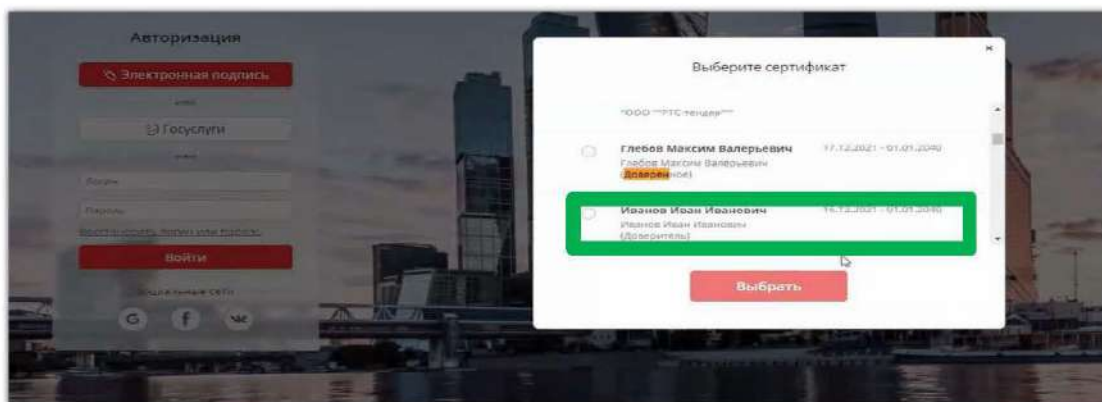 Авторизация
Электронная подпись
или
Госуслуги
или
Логин
Пароль
Восстановить логин или пароль
Войти
Социальные сети
G f
Выберите сертификат
"ООО ""РТС-тендер"""
Глебов Максим Валерьевич 17.12.2021 - 01.01.2040
Глебов Максим Валерьевич
(Доверенное)
Иванов Иван Иванович 16.12.2021 - 01.01.2040
Иванов Иван Иванович
(Доверитель)
Выбрать